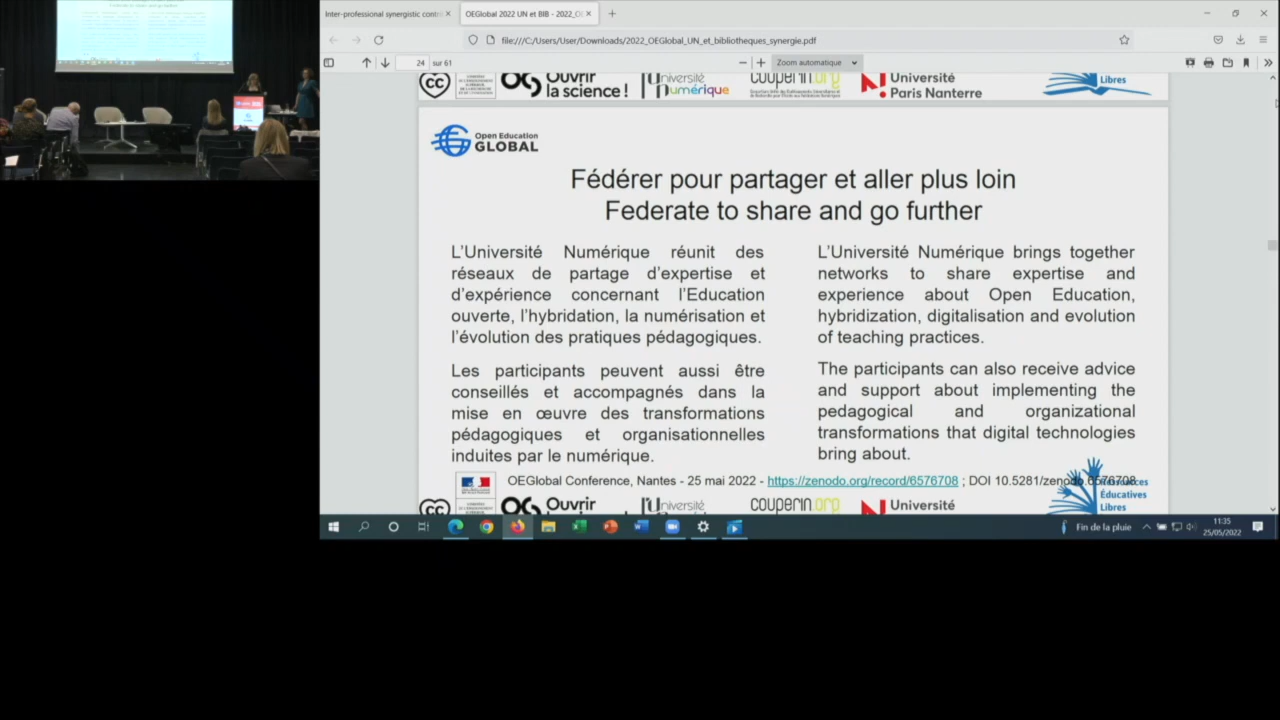 Inter-professional synergistic contr
OEGlobal 2022 UN et BIB - 2022_OE
file:///C:/Users/User/Downloads/2022_OEGlobal_UN_et_bibliotheques_synergie.pdf
24 sur 61
Zoom automatique
Ouvrir
la science !
Université
numérique
couperin.org
Université
Paris Nanterre
Libres
Open Education
GLOBAL
Fédérer pour partager et aller plus loin
Federate to share and go further
L'Université Numérique réunit des
réseaux de partage d'expertise et
d'expérience concernant l'Education
ouverte, l'hybridation, la numérisation et
l'évolution des pratiques pédagogiques.
Les participants peuvent aussi être
conseillés et accompagnés dans la
mise en œuvre des transformations
pédagogiques et organisationnelles
induites par le numérique.
L'Université Numérique brings together
networks to share expertise and
experience about Open Education,
hybridization, digitalisation and evolution
of teaching practices.
The participants can also receive advice
and support about implementing the
pedagogical and organizational
transformations that digital technologies
bring about.
OEGlobal Conference, Nantes - 25 mai 2022 - https://zenodo.org/record/6576708 ; DOI 10.5281/zenodo.6576708
Ressources
Éducatives
Libres
Ouvrir
Université
couperin.org
Université
Fin de la pluie
11:35
25/05/2022